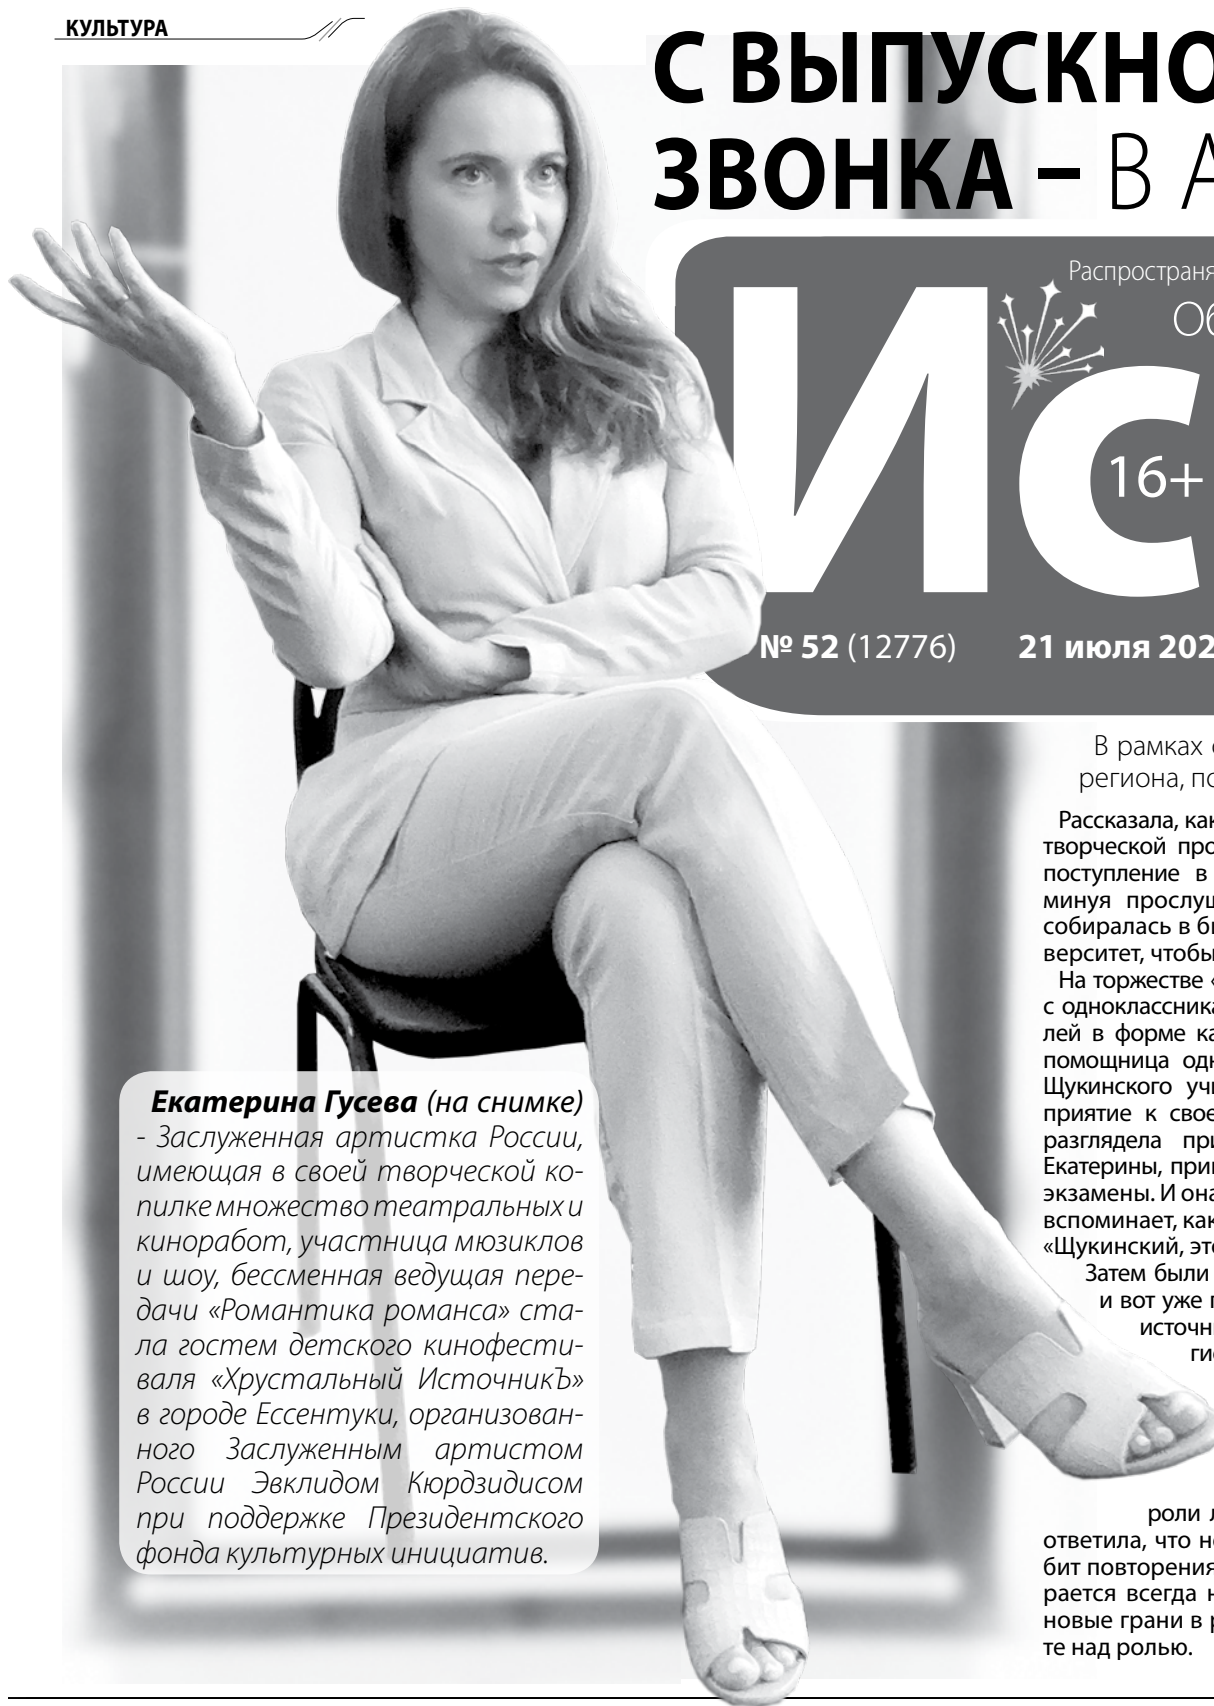 КУЛЬТУРА
С ВЫПУСКНО
ЗВОНКА – В А
Распространя
Об
Ис
16+
№ 52 (12776) 21 июля 202
В рамках
региона, по
Рассказала, как
творческой про
поступление в
минуя прослуш
собиралась в би
верситет, чтобы
На торжестве «
с одноклассника
лей в форме ка
помощница одн
Щукинского учи
приятие к свое
разглядела при
Екатерины, приг
экзамены. И она
вспоминает, как
«Щукинский, это
Затем были
и вот уже п
источни
гис
роли л
ответила, что не
бит повторения
рается всегда н
новые грани в р
те над ролью.
Екатерина Гусева (на снимке)
- Заслуженная артистка России,
имеющая в своей творческой ко-
пилке множество театральных и
киноработ, участница мюзиклов
и шоу, бессменная ведущая пере-
дачи «Романтика романса» ста-
ла гостем детского кинофести-
валя «Хрустальный ИсточникЪ»
в городе Ессентуки, организован-
ного Заслуженным артистом
России Эвклидом Кюрдзидисом
при поддержке Президентского
фонда культурных инициатив.